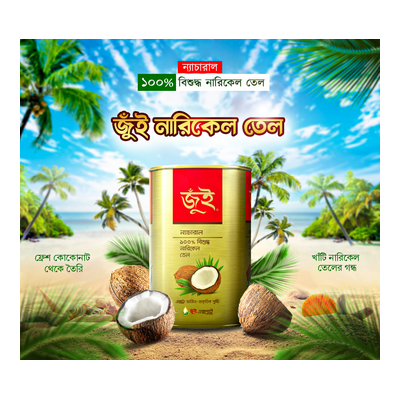 ন্যাচারাল
১০০% বিশুদ্ধ নারিকেল তেল
জুঁই নারিকেল তেল
জুঁই
ন্যাচারাল
১০০% বিশুদ্ধ
নারিকেল
তেল
ফ্রেশ কোকোনাট
থেকে তৈরি
খাঁটি নারিকেল
তেলের গন্ধ